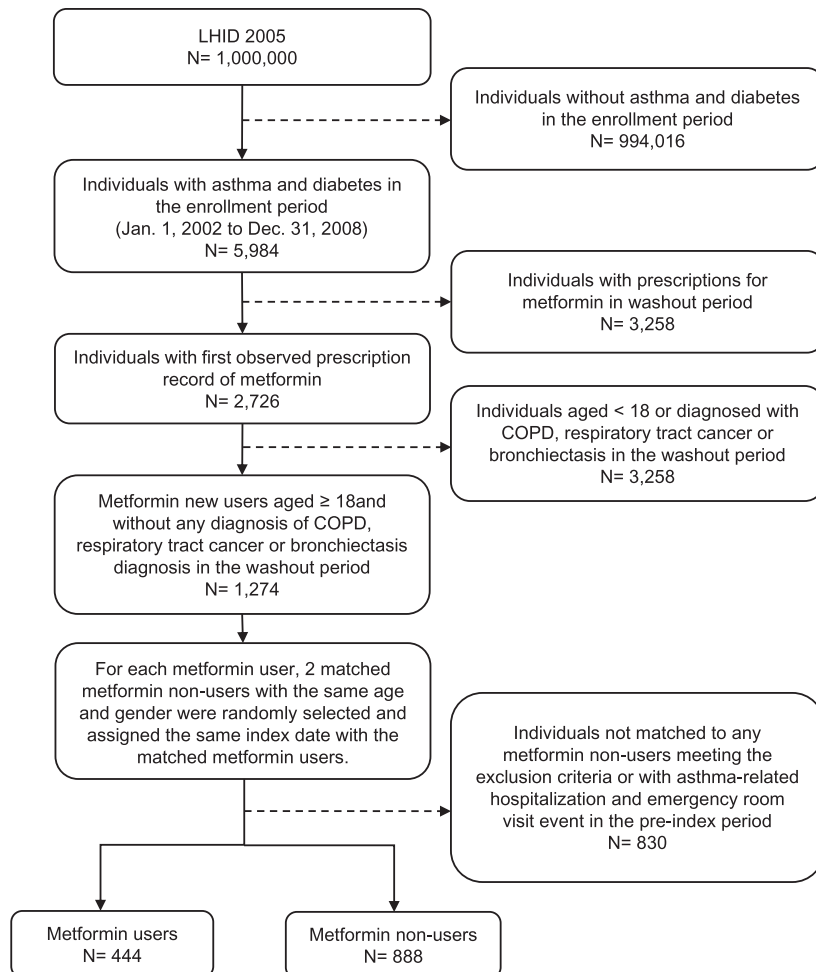 LHID 2005
N= 1,000,000
Individuals without asthma and diabetes
in the enrollment period
N= 994,016
Individuals with asthma and diabetes in
the enrollment period
(Jan. 1, 2002 to Dec. 31, 2008)
N= 5,984
Individuals with prescriptions for
metformin in washout period
N= 3,258
Individuals with first observed prescription
record of metformin
N= 2,726
Individuals aged < 18 or diagnosed with
COPD, respiratory tract cancer or
bronchiectasis in the washout period
N= 3,258
Metformin new users aged ≥ 18and
without any diagnosis of COPD,
respiratory tract cancer or bronchiectasis
diagnosis in the washout period
N= 1,274
For each metformin user, 2 matched
metformin non-users with the same age
and gender were randomly selected and
assigned the same index date with the
matched metformin users.
Individuals not matched to any
metformin non-users meeting the
exclusion criteria or with asthma-related
hospitalization and emergency room
visit event in the pre-index period
N= 830
Metformin users
N= 444
Metformin non-users
N= 888